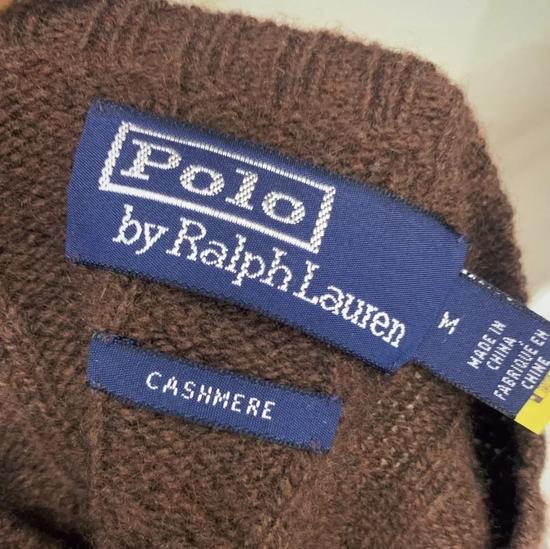 Polo
by Ralph Lauren
M
MADE IN
CHINA
FABRIQUÉ EN
CHINE
CASHMERE